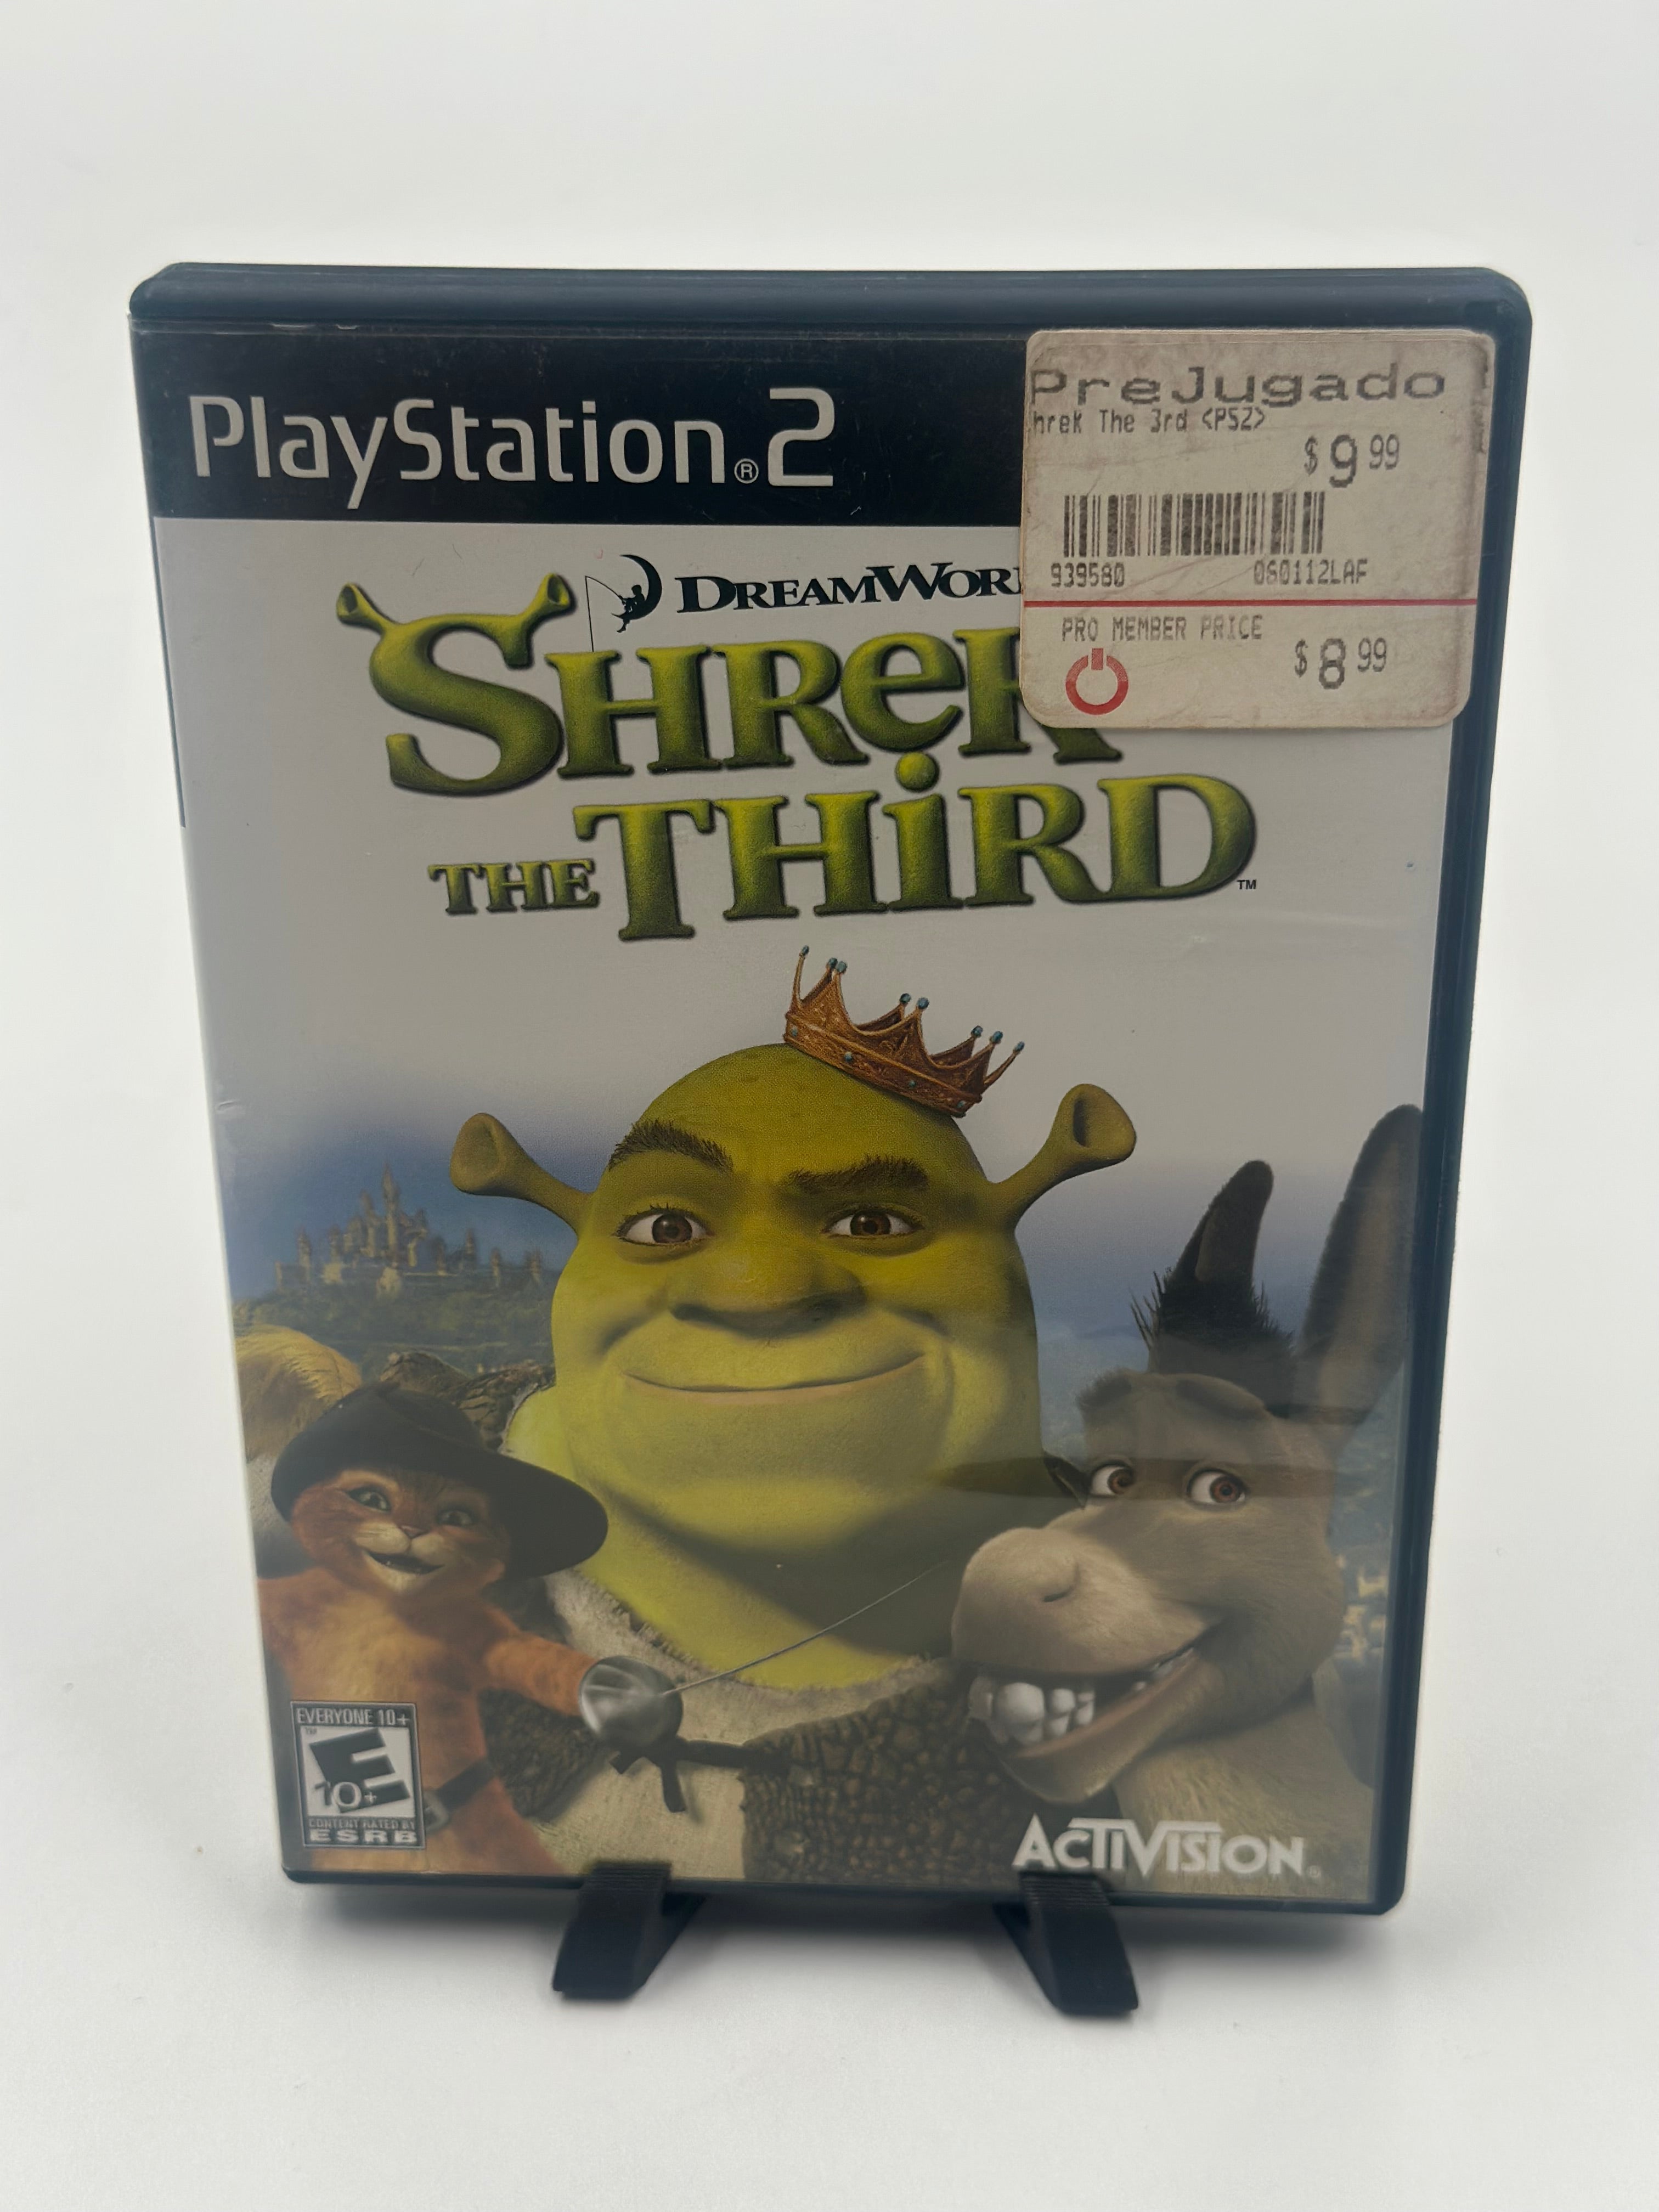 PlayStation®2
PreJugado
hrek The 3rd <PS2>
$9 99
939580 060112LAF
PRO MEMBER PRICE
$8 99
DREAMWOR
SHREK
THE THIRD™
EVERYONE 10+
™
E
10+
CONTENT RATED BY
ESRB
ACTIVISION®